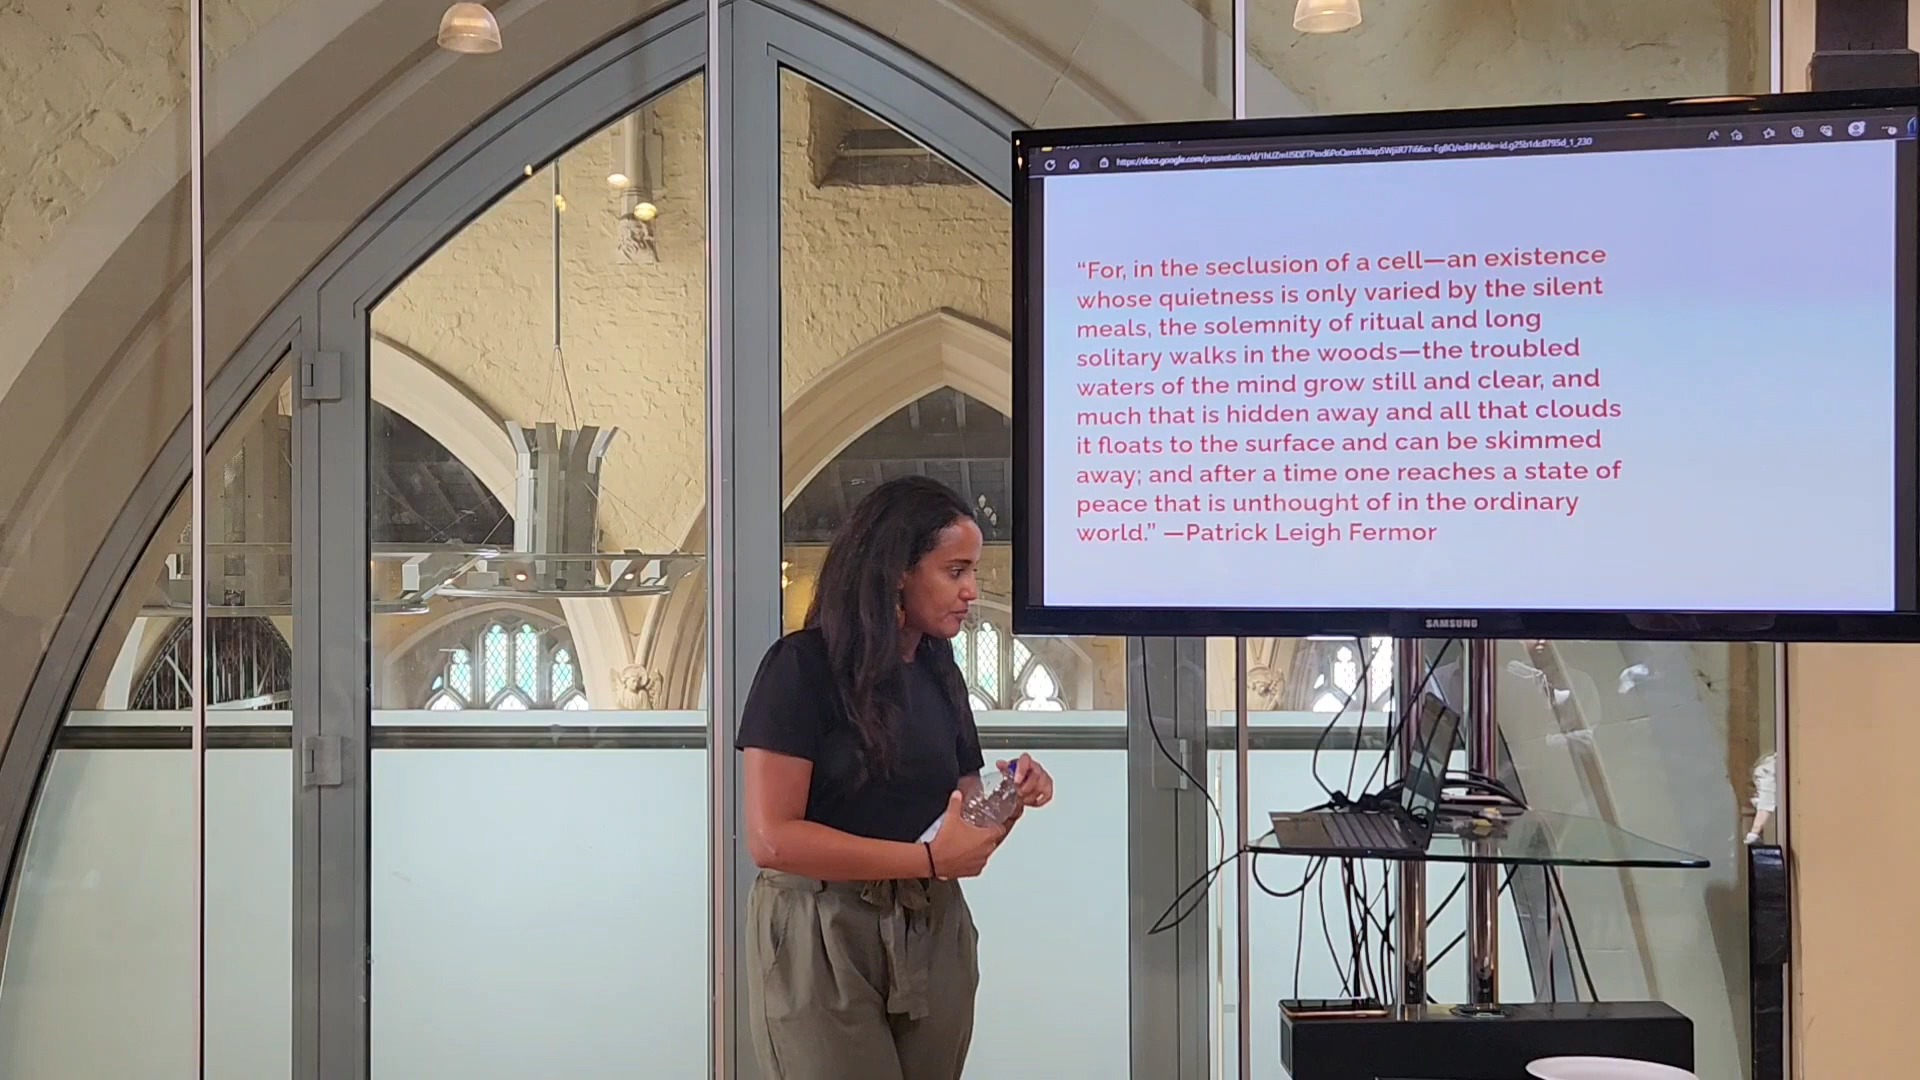 “For, in the seclusion of a cell—an existence
whose quietness is only varied by the silent
meals, the solemnity of ritual and long
solitary walks in the woods—the troubled
waters of the mind grow still and clear, and
much that is hidden away and all that clouds
it floats to the surface and can be skimmed
away; and after a time one reaches a state of
peace that is unthought of in the ordinary
world.” —Patrick Leigh Fermor
SAMSUNG